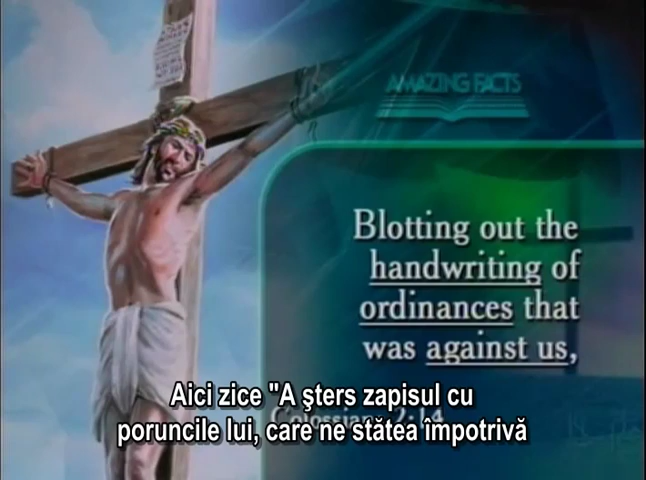 AMAZING FACTS
Blotting out the
handwriting of
ordinances that
was against us,
Colossians 2:14
Aici zice "A şters zapisul cu
poruncile lui, care ne stătea împotrivă